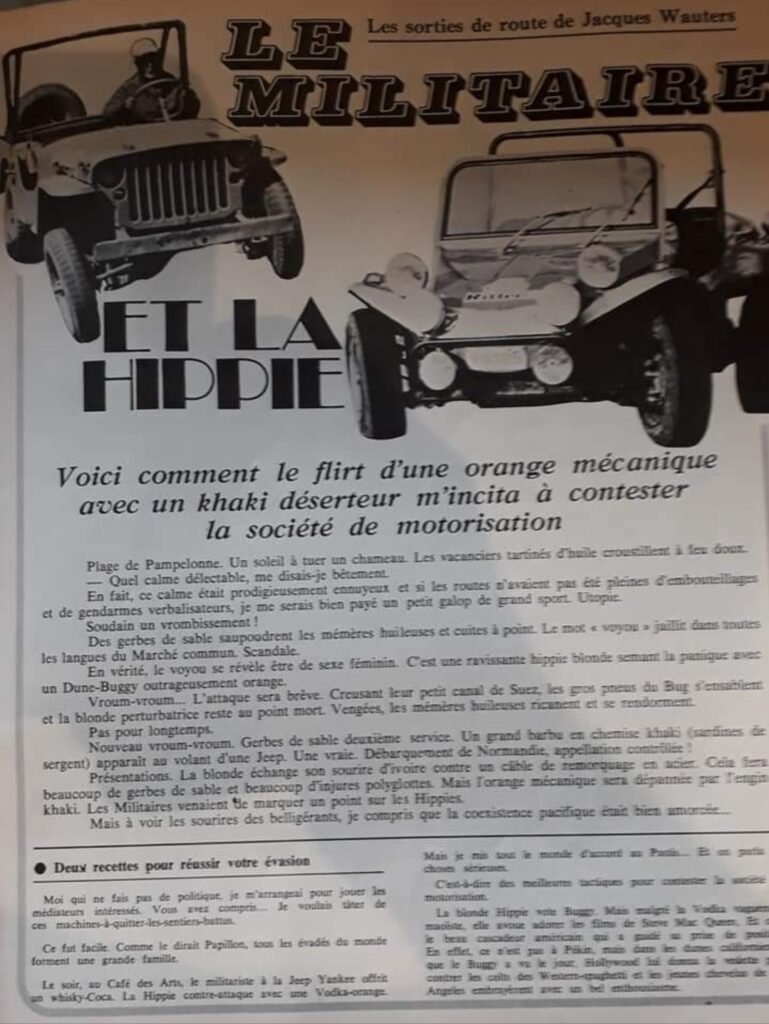 Les sorties de route de Jacques Wauters
LE
MILITAIRE
ET LA
HIPPIE
Voici comment le flirt d'une orange mécanique
avec un khaki déserteur m'incita à contester
la société de motorisation
Plage de Pampelonne. Un soleil à tuer un chameau. Les vacanciers tartinés d'huile croustillent à feu doux.
— Quel calme délectable, me disais-je bêtement.
En fait, ce calme était prodigieusement ennuyeux et si les routes n'avaient pas été pleines d'embouteillages
et de gendarmes verbalisateurs, je me serais bien payé un petit galop de grand sport. Utopie.
Soudain un vrombissement !
Des gerbes de sable saupoudrent les mémères huileuses et cuites à point. Le mot « voyou » jaillit dans toutes
les langues du Marché commun. Scandale.
En vérité, le voyou se révèle être de sexe féminin. C'est une ravissante hippie blonde semant la panique avec
un Dune-Buggy outrageusement orange.
Vroum-vroum... L'attaque sera brève. Creusant leur petit canal de Suez, les gros pneus du Bug s'ensablent
et la blonde perturbatrice reste au point mort. Vengées, les mémères huileuses ricanent et se rendorment.
Pas pour longtemps.
Nouveau vroum-vroum. Gerbes de sable deuxième service. Un grand barbu en chemise khaki (sardines de
sergent) apparaît au volant d'une Jeep. Une vraie. Débarquement de Normandie, appellation contrôlée !
Présentations. La blonde échange son sourire d'ivoire contre un câble de remorquage en acier. Cela fera
beaucoup de gerbes de sable et beaucoup d'injures polyglottes. Mais l'orange mécanique sera dépannée par l'engin
khaki. Les Militaires venaient de marquer un point sur les Hippies.
Mais à voir les sourires des belligérants, je compris que la coexistence pacifique était bien amorcée...
● Deux recettes pour réussir votre évasion
Moi qui ne fais pas de politique, je m'arrangeai pour jouer les
médiateurs intéressés. Vous avez compris... Je voulais titer de
ces machines-à-quitter-les-sentiers-battus.
Ce fut facile. Comme le dirait Papillon, tous les évadés du monde
forment une grande famille.
Le soir, au Café des Arts, le militariste à la Jeep Yankee offrit
un whisky-Coca. La Hippie contre-attaque avec une Vodka-orange.
Mais je mis tout le monde d'accord au Pastis... Et on parla
choses sérieuses.
C'est-à-dire des meilleures tactiques pour contester la société
motorisation.
La blonde Hippie vote Buggy. Mais malgré la Vodka
maoiste, elle avoue adorer les films de Steve Mac Queen. Et
le beau cascadeur américain qui a guidé sa prise de
En effet, ce n'est pas à Pékin, mais dans les dunes
que le Buggy a vu le jour. Hollywood lui donna la vedette
contrer les colts des Western-spaghetti et les jeunes chevelus de
Angeles embrayèrent avec un bel enthousiasme.